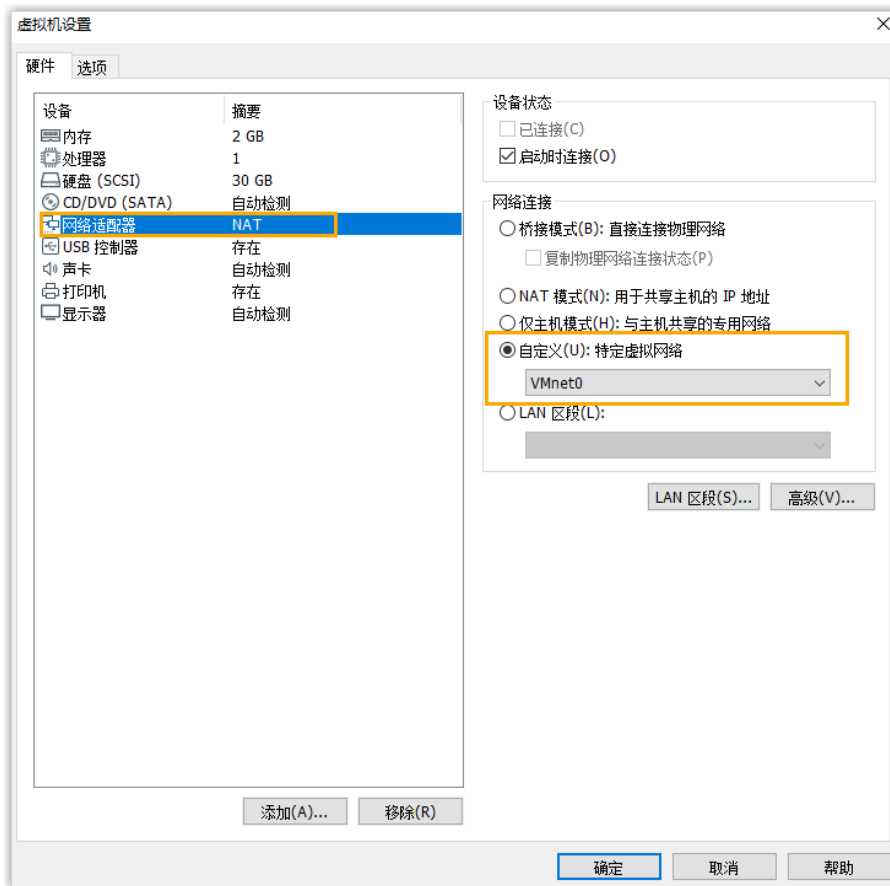 虚拟机设置
硬件 选项
设备 摘要
内存 2 GB
处理器 1
硬盘 (SCSI) 30 GB
CD/DVD (SATA) 自动检测
网络适配器 NAT
USB 控制器 存在
声卡 自动检测
打印机 存在
显示器 自动检测
添加(A)... 移除(R)
设备状态
已连接(C)
启动时连接(O)
网络连接
桥接模式(B): 直接连接物理网络
复制物理网络连接状态(P)
NAT 模式(N): 用于共享主机的 IP 地址
仅主机模式(H): 与主机共享的专用网络
自定义(U): 特定虚拟网络
VMnet0
LAN 区段(L):
LAN 区段(S)... 高级(V)...
确定 取消 帮助